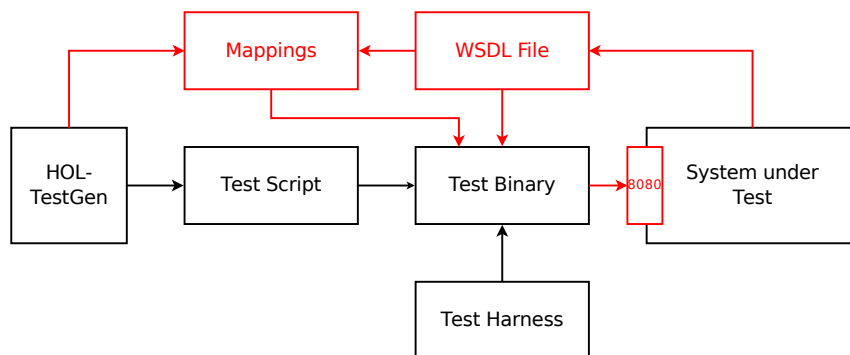 Mappings
WSDL File
HOL-
TestGen
Test Script
Test Binary
8080
System under
Test
Test Harness